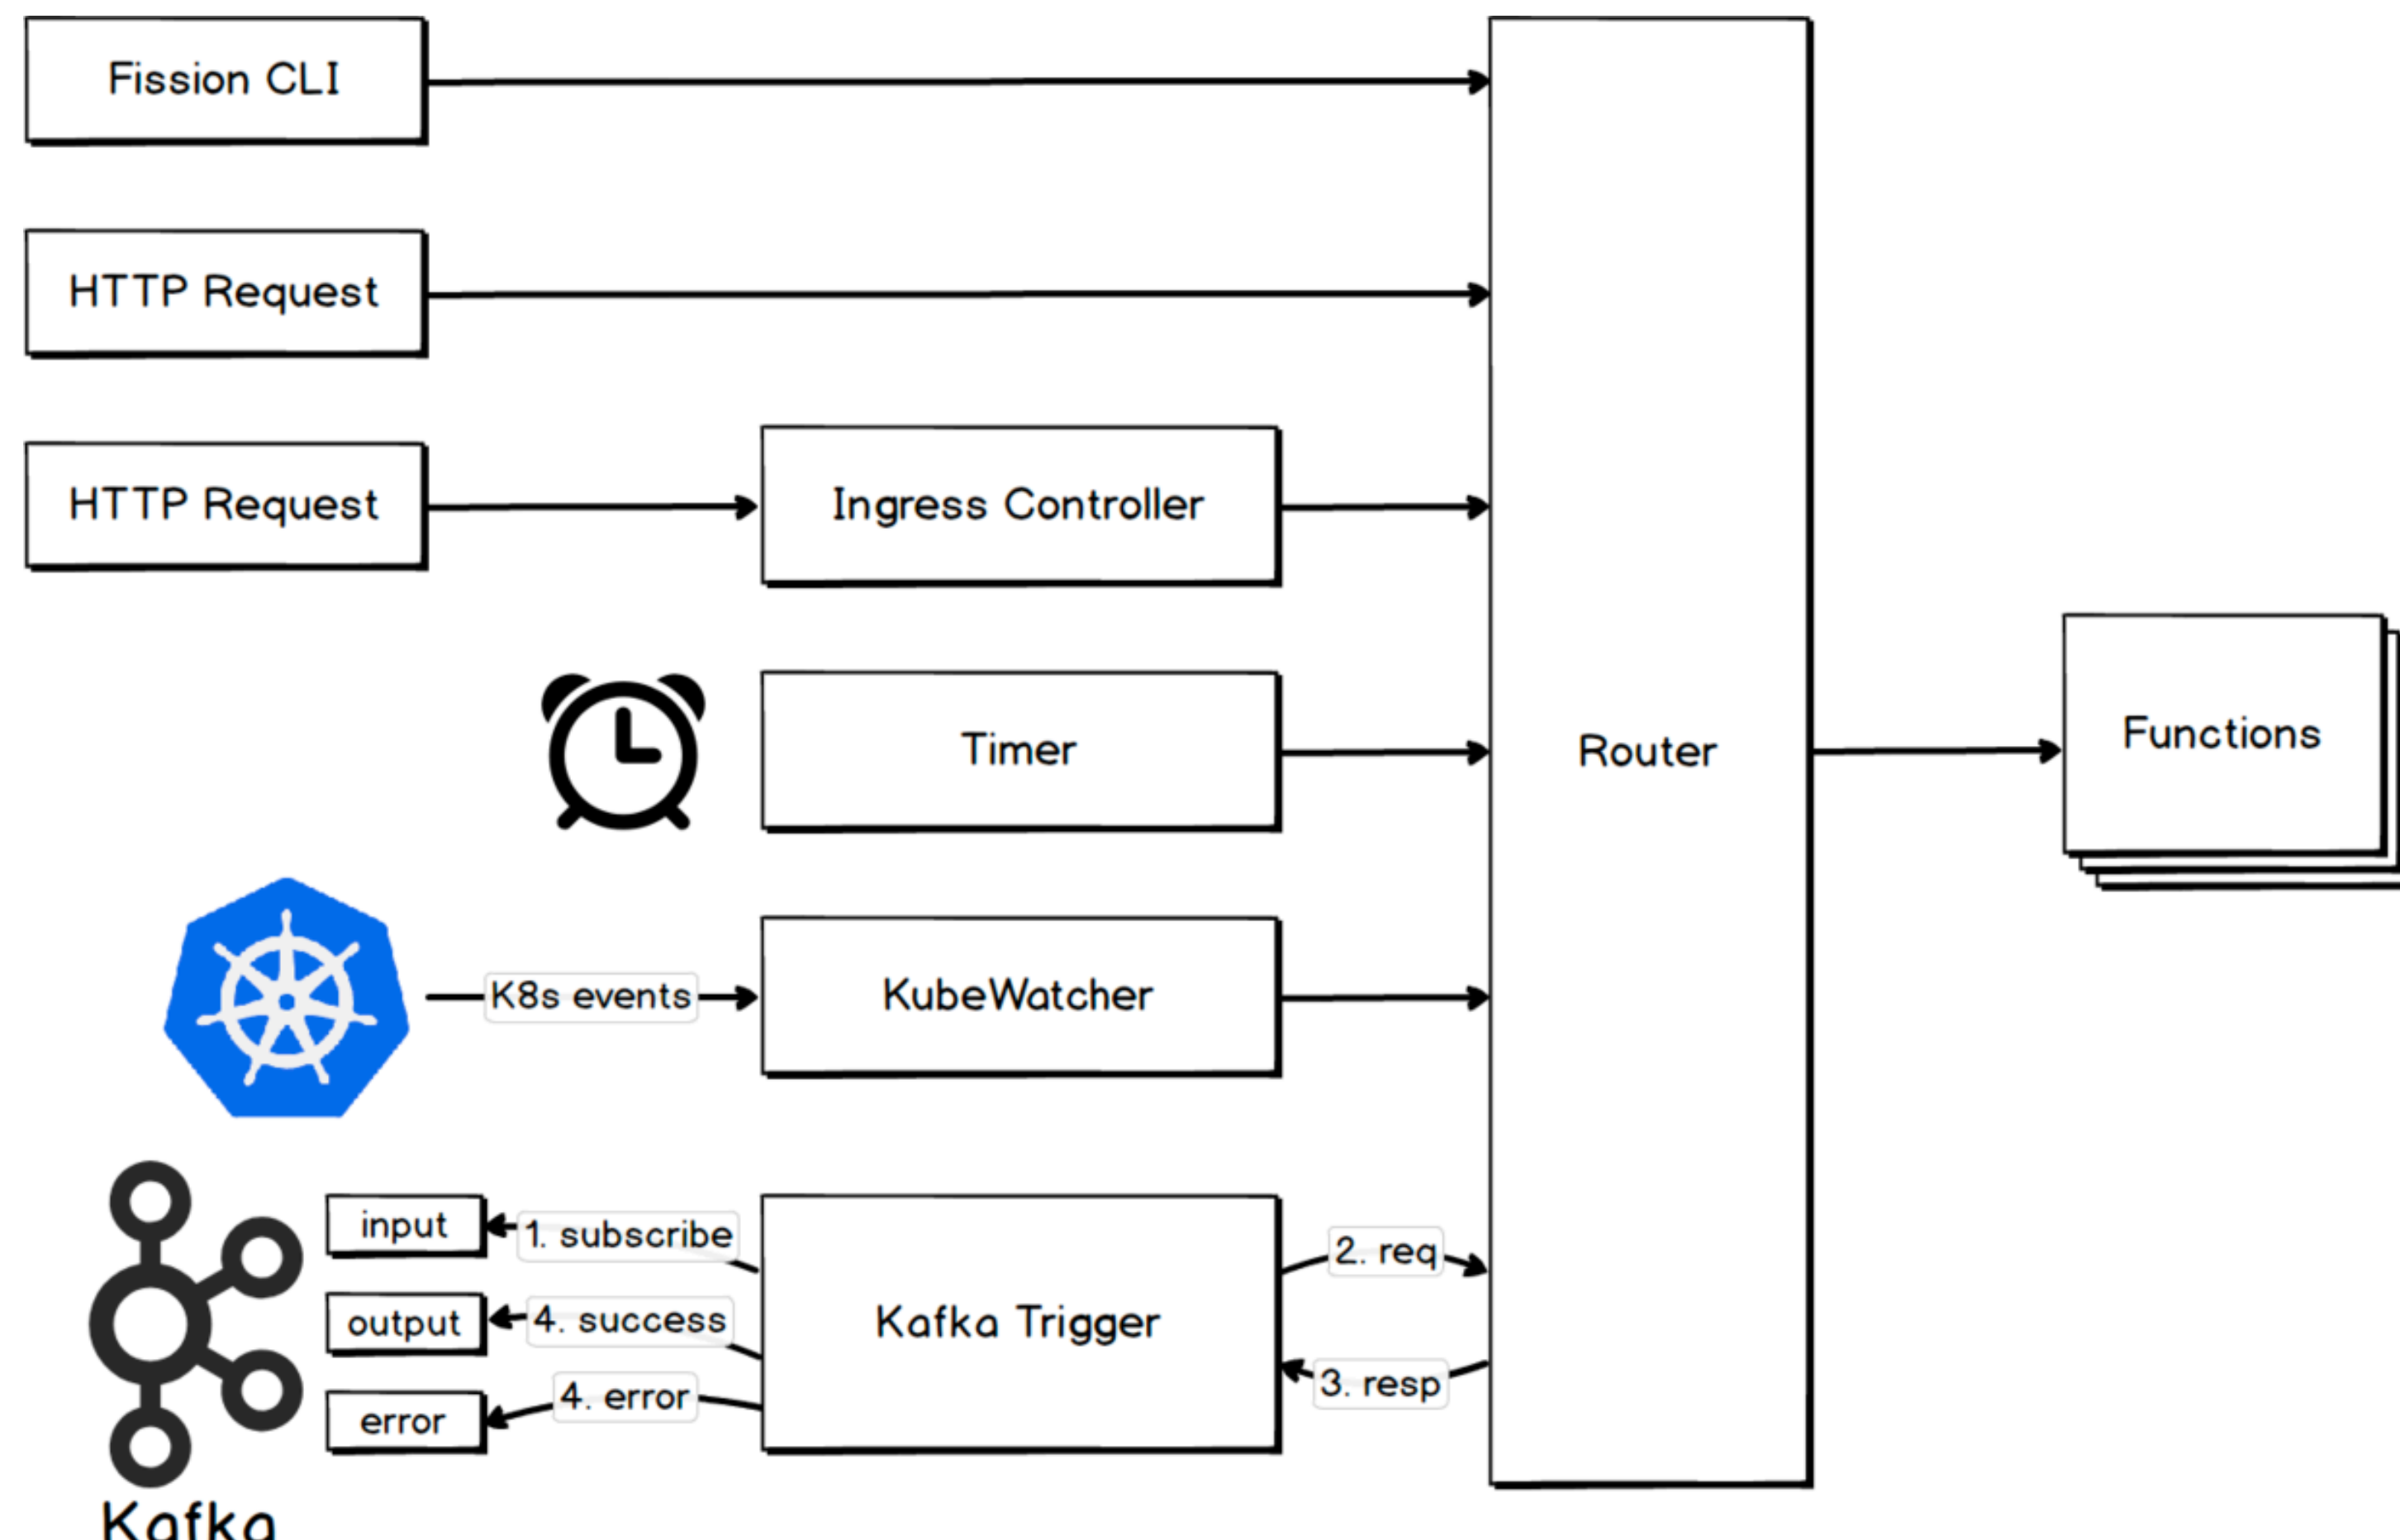 Fission CLI
HTTP Request
HTTP Request
Ingress Controller
Timer
Router
Functions
K8s events
KubeWatcher
input
1. subscribe
output
4. success
error
4. error
Kafka Trigger
2. req
3. resp
Kafka